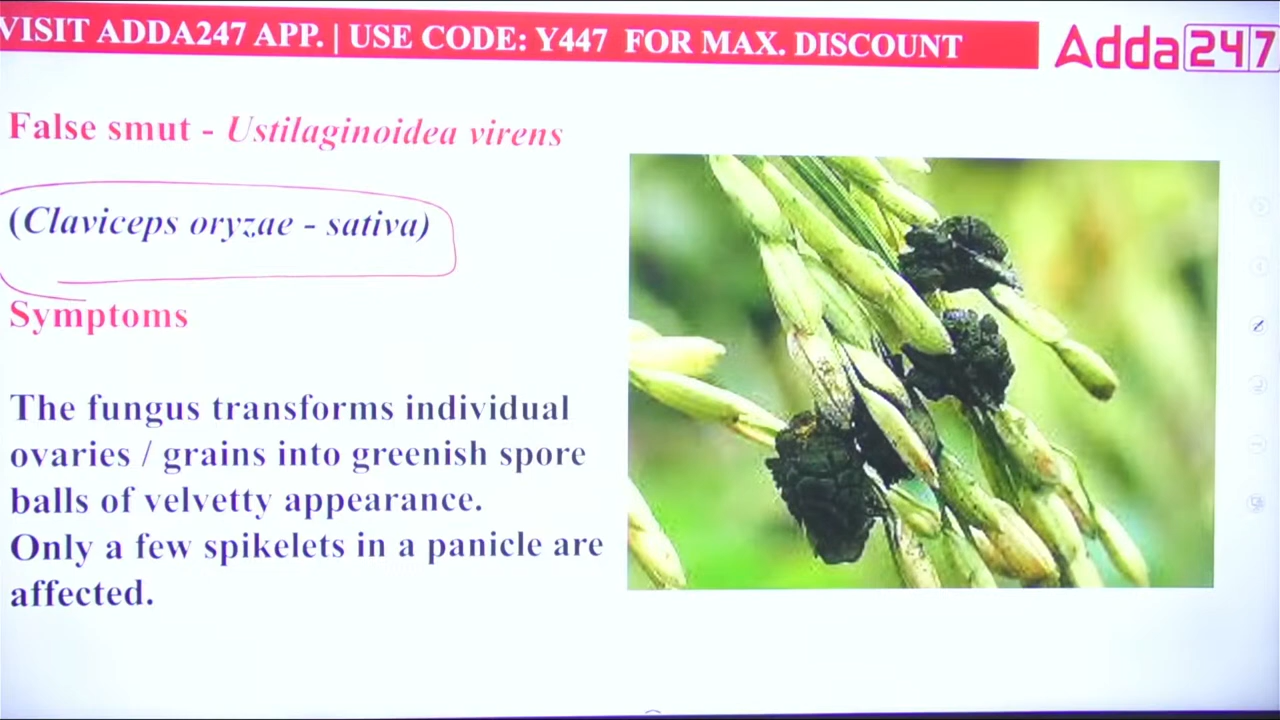 VISIT ADDA247 APP. | USE CODE: Y447 FOR MAX. DISCOUNT
Adda247
False smut - Ustilaginoidea virens
(Claviceps oryzae - sativa)
Symptoms
The fungus transforms individual
ovaries / grains into greenish spore
balls of velvetty appearance.
Only a few spikelets in a panicle are
affected.